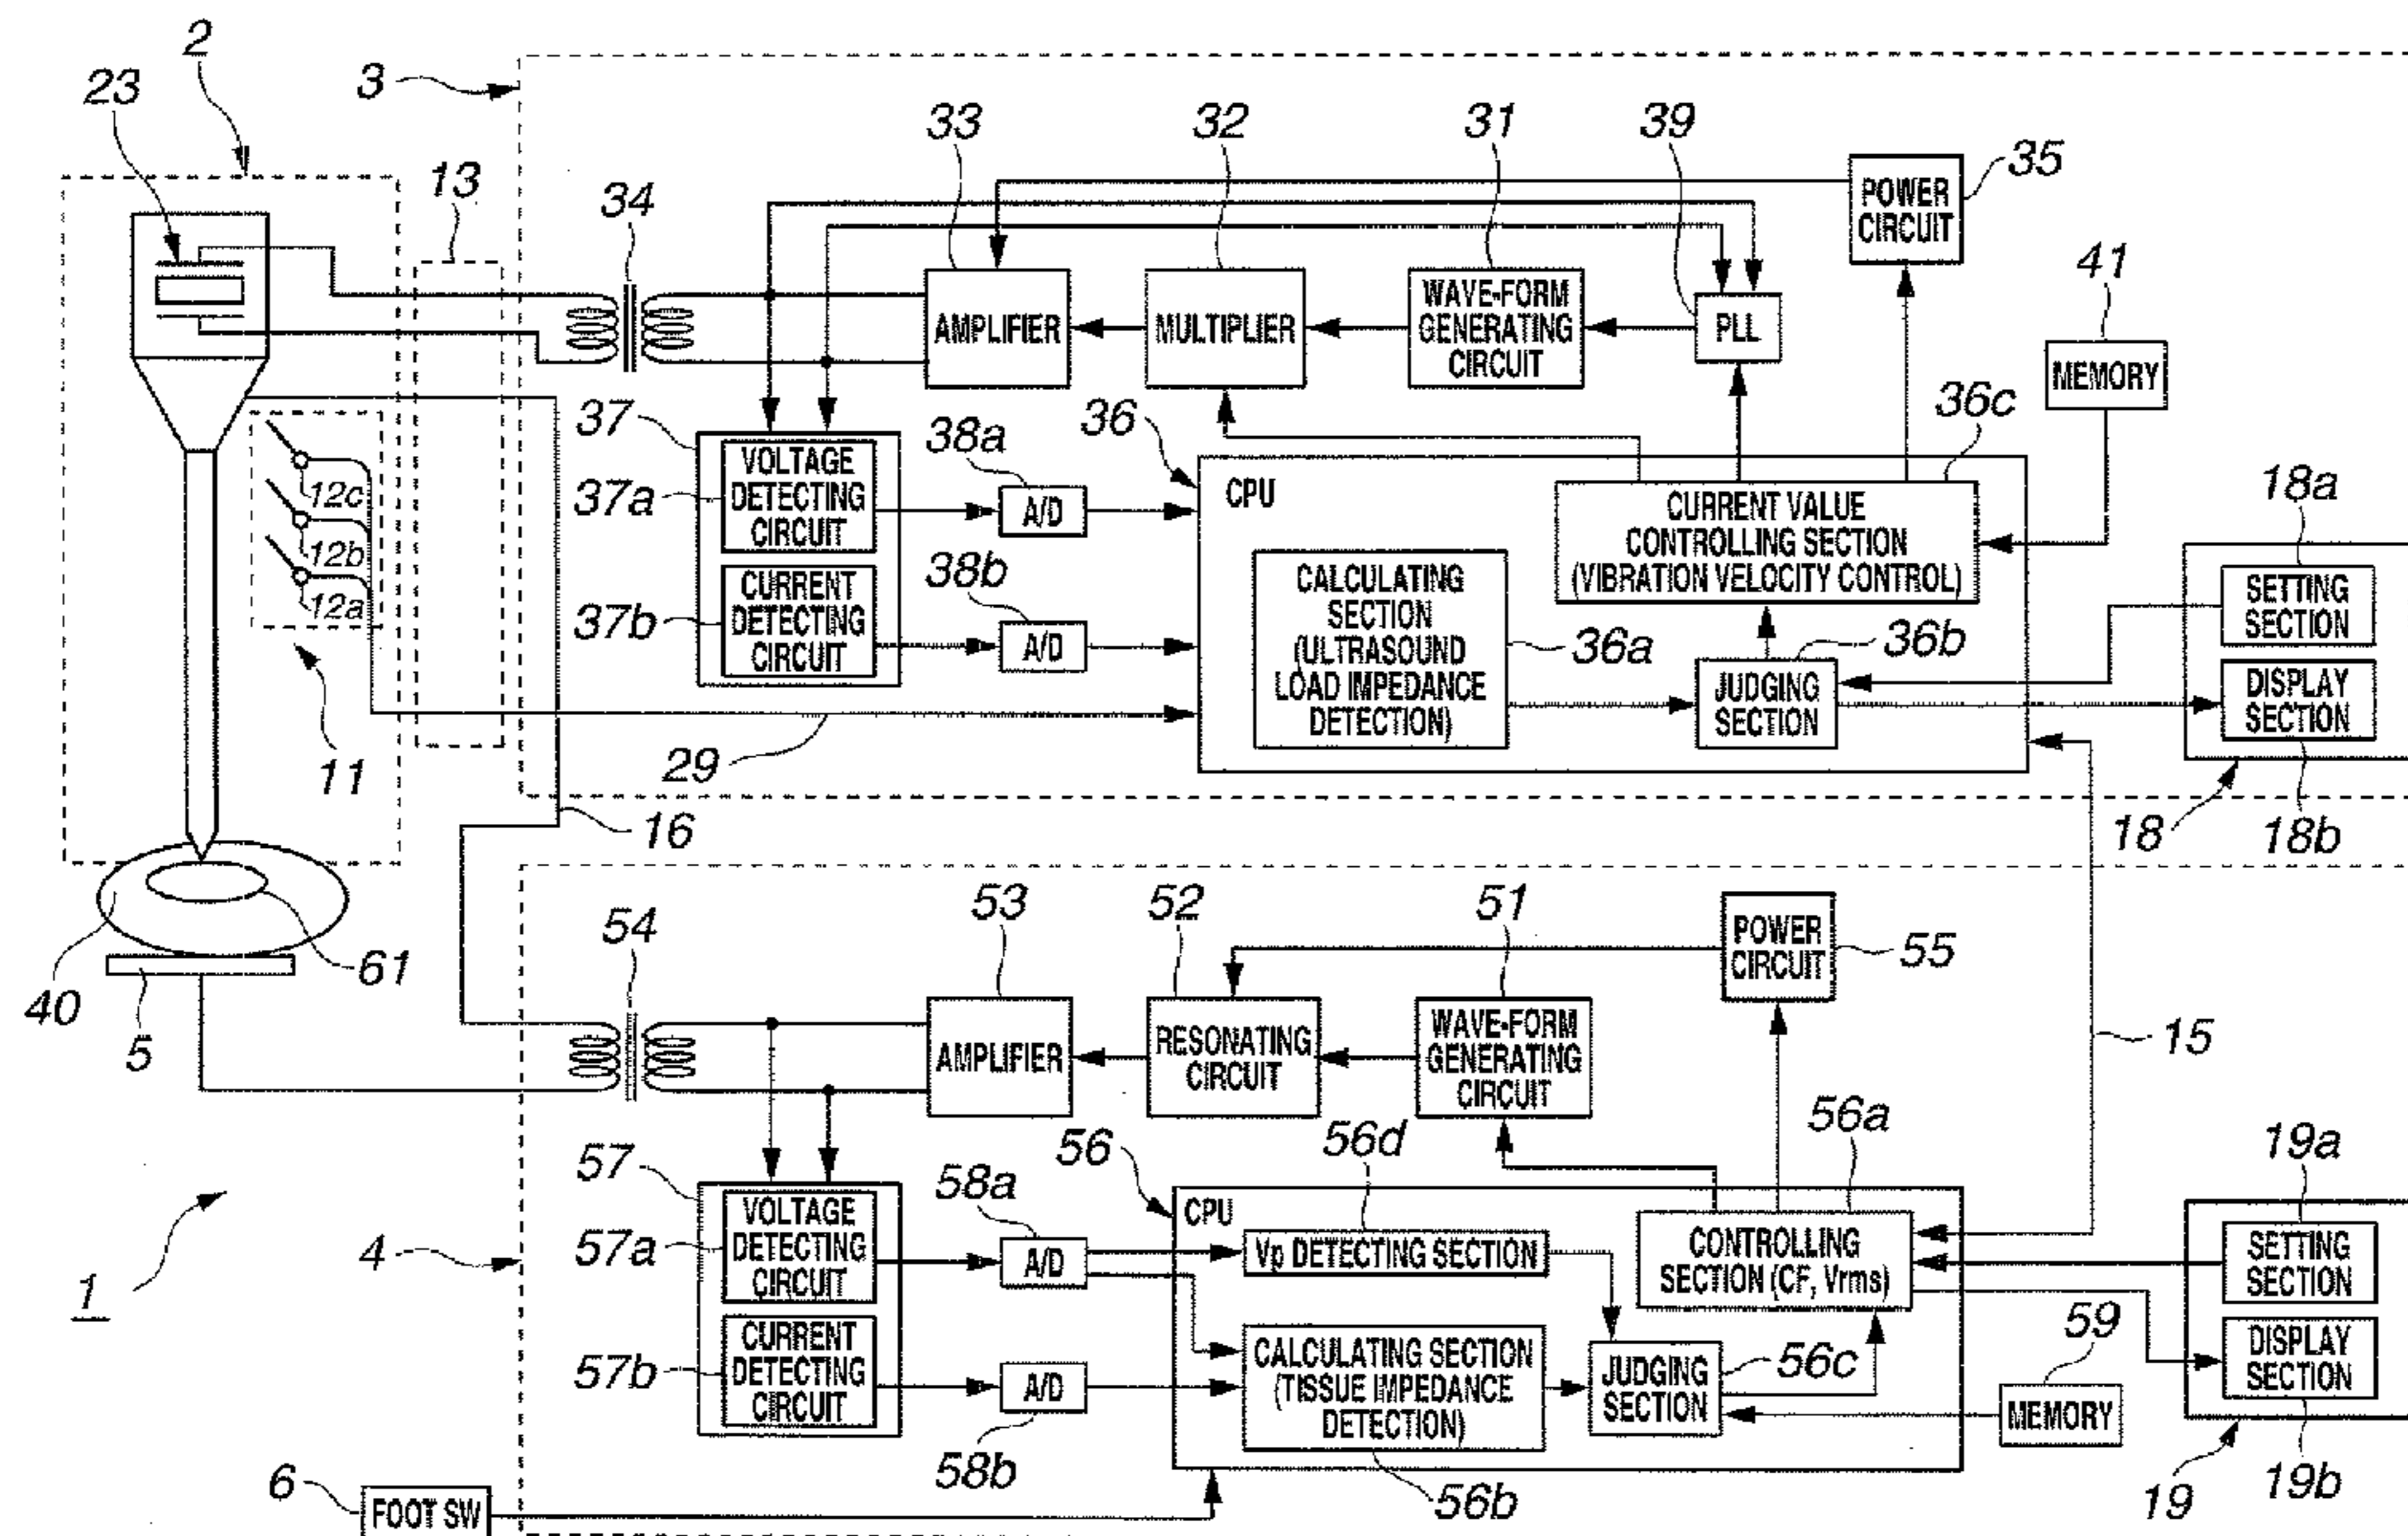 2
3
23
33
32
31
39
35
13
34
POWER
CIRCUIT
41
AMPLIFIER
MULTIPLIER
WAVE-FORM
GENERATING
CIRCUIT
PLL
MEMORY
37
38a
36
36c
VOLTAGE
DETECTING
CIRCUIT
37a
A/D
CPU
CURRENT VALUE
CONTROLLING SECTION
(VIBRATION VELOCITY CONTROL)
18a
12c
12b
12a
38b
CURRENT
DETECTING
CIRCUIT
37b
A/D
CALCULATING
SECTION
(ULTRASOUND
LOAD IMPEDANCE
DETECTION)
36a
36b
JUDGING
SECTION
SETTING
SECTION
DISPLAY
SECTION
11
29
16
18
18b
53
52
51
54
POWER
CIRCUIT
55
61
40
5
AMPLIFIER
RESONATING
CIRCUIT
WAVE-FORM
GENERATING
CIRCUIT
15
56a
56d
56
57
58a
19a
VOLTAGE
DETECTING
CIRCUIT
57a
A/D
CPU
Vp DETECTING SECTION
CONTROLLING
SECTION (CF, Vrms)
SETTING
SECTION
4
1
59
CURRENT
DETECTING
CIRCUIT
57b
A/D
CALCULATING SECTION
(TISSUE IMPEDANCE
DETECTION)
JUDGING
SECTION
56c
MEMORY
DISPLAY
SECTION
58b
56b
19
19b
6
FOOT SW